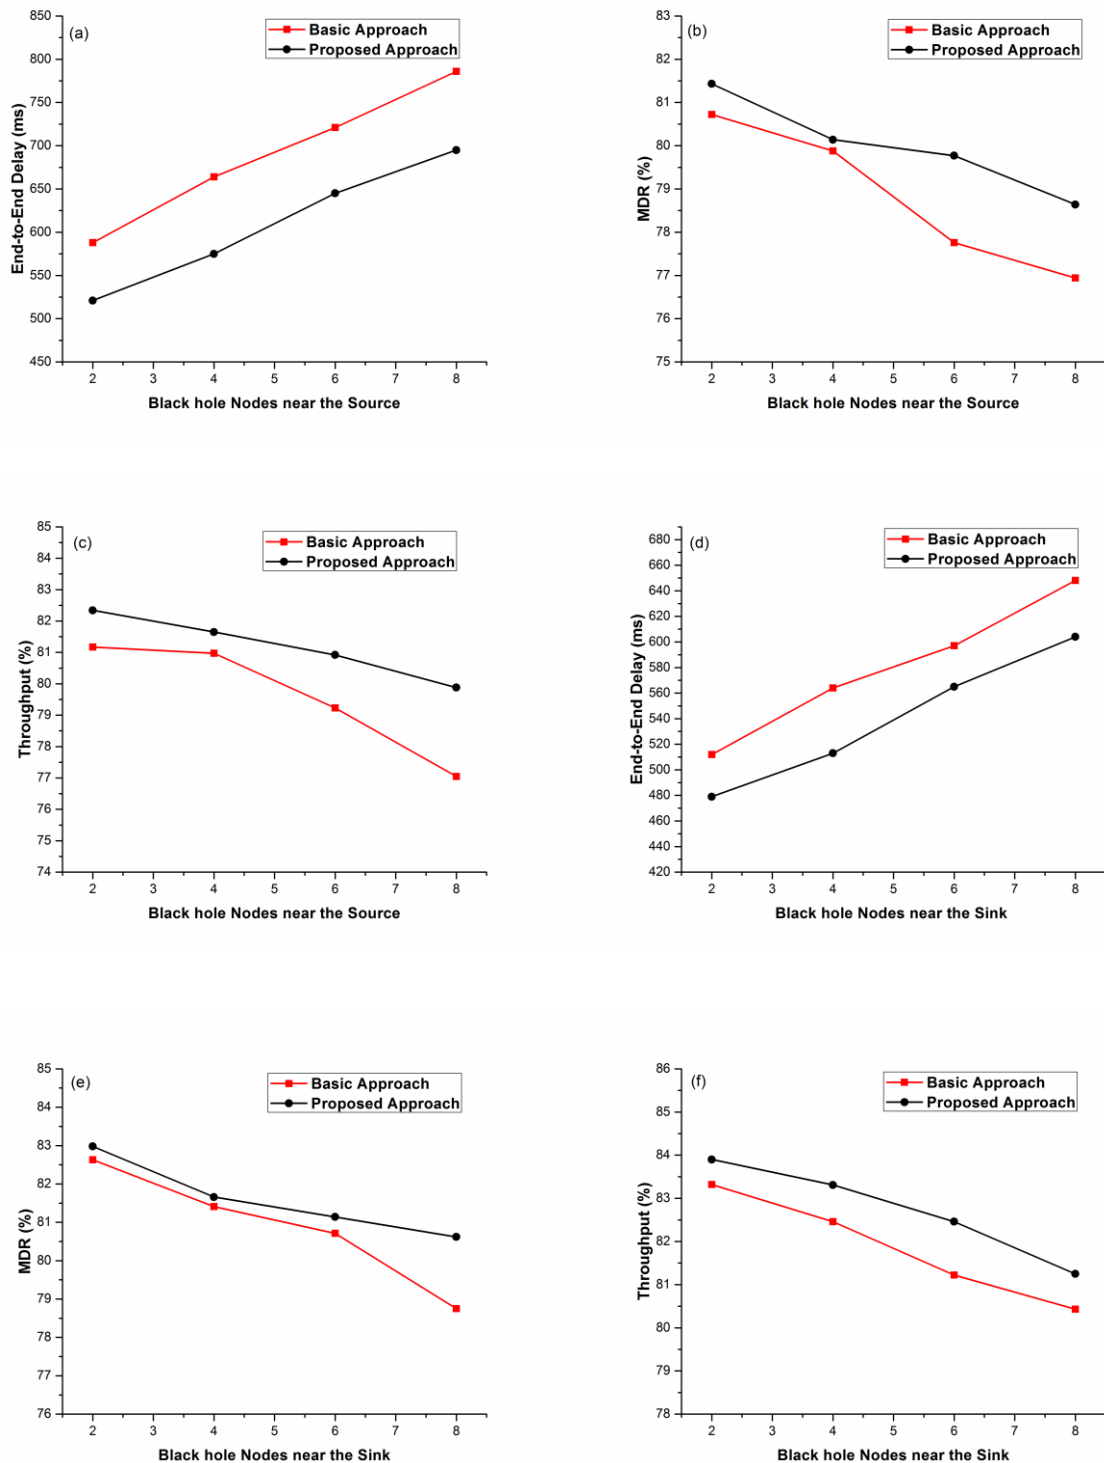 (a)
Basic Approach
Proposed Approach
850
800
750
700
650
600
550
500
450
End-to-End Delay (ms)
2 3 4 5 6 7 8
Black hole Nodes near the Source
(b)
Basic Approach
Proposed Approach
83
82
81
80
79
78
77
76
75
MDR (%)
2 3 4 5 6 7 8
Black hole Nodes near the Source
(c)
Basic Approach
Proposed Approach
85
84
83
82
81
80
79
78
77
76
75
74
Throughput (%)
2 3 4 5 6 7 8
Black hole Nodes near the Source
(d)
Basic Approach
Proposed Approach
680
660
640
620
600
580
560
540
520
500
480
460
440
420
End-to-End Delay (ms)
2 3 4 5 6 7 8
Black hole Nodes near the Sink
(e)
Basic Approach
Proposed Approach
85
84
83
82
81
80
79
78
77
76
MDR (%)
2 3 4 5 6 7 8
Black hole Nodes near the Sink
(f)
Basic Approach
Proposed Approach
86
85
84
83
82
81
80
79
78
Throughput (%)
2 3 4 5 6 7 8
Black hole Nodes near the Sink